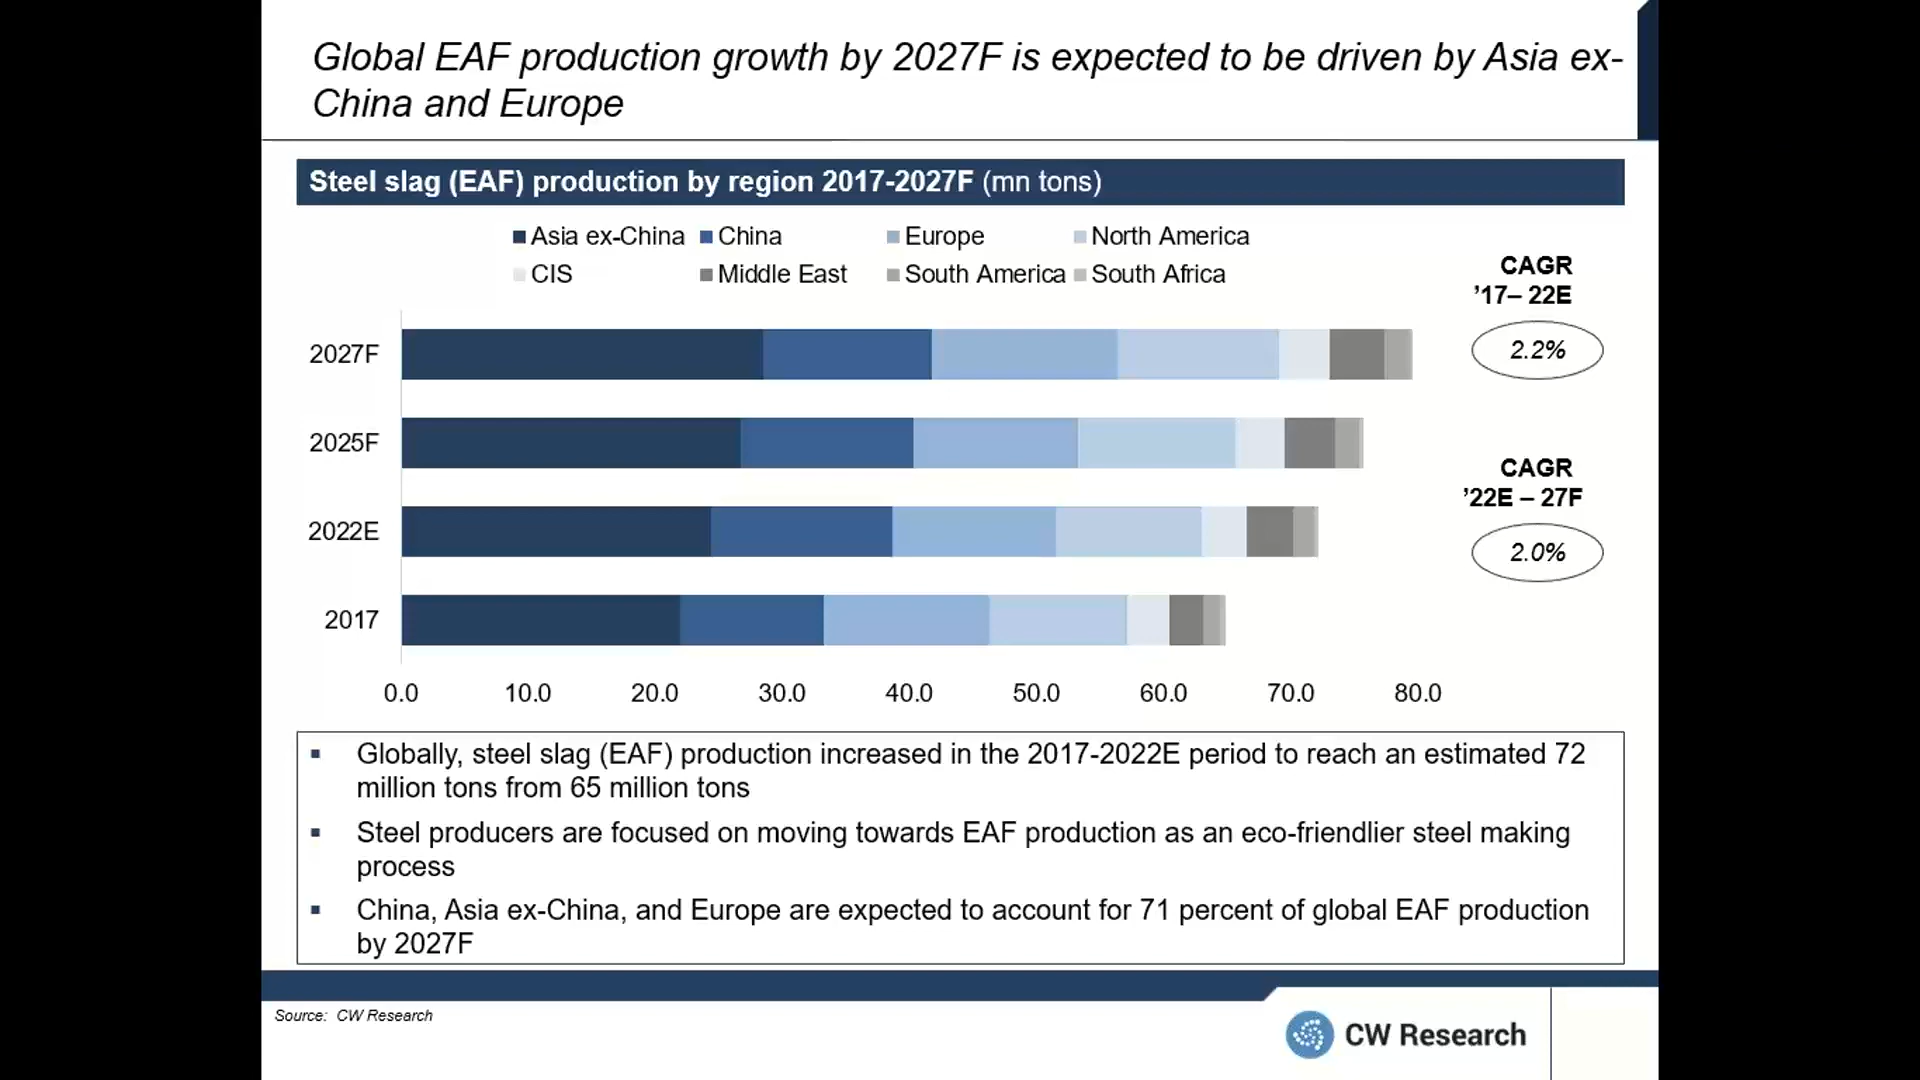 Global EAF production growth by 2027F is expected to be driven by Asia ex-
China and Europe
Steel slag (EAF) production by region 2017-2027F (mn tons)
Asia ex-China China Europe North America
CIS Middle East South America South Africa
CAGR
’17– 22E
2027F
2.2%
2025F
CAGR
’22E – 27F
2022E
2.0%
2017
0.0 10.0 20.0 30.0 40.0 50.0 60.0 70.0 80.0
▪ Globally, steel slag (EAF) production increased in the 2017-2022E period to reach an estimated 72
million tons from 65 million tons
▪ Steel producers are focused on moving towards EAF production as an eco-friendlier steel making
process
▪ China, Asia ex-China, and Europe are expected to account for 71 percent of global EAF production
by 2027F
Source: CW Research
CW Research